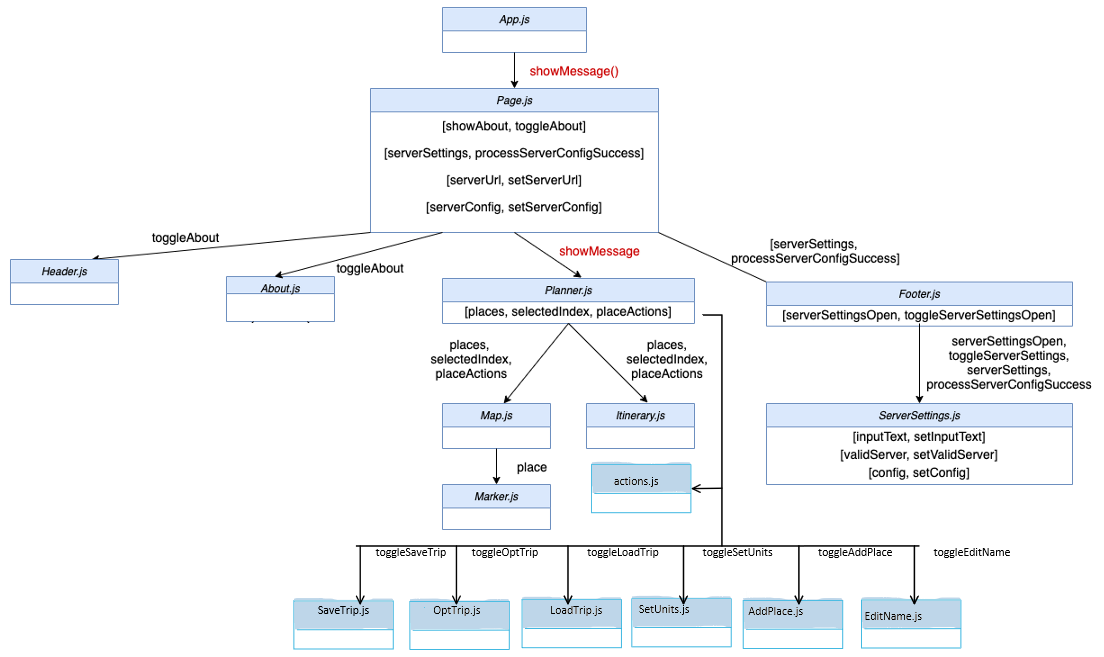 App.js
showMessage()
Page.js
[showAbout, toggleAbout]
[serverSettings, processServerConfigSuccess]
[serverUrl, setServerUrl]
[serverConfig, setServerConfig]
toggleAbout
toggleAbout
showMessage
[serverSettings,
processServerConfigSuccess]
Header.js
About.js
Planner.js
[places, selectedIndex, placeActions]
Footer.js
[serverSettingsOpen, toggleServerSettingsOpen]
places,
selectedIndex,
placeActions
places,
selectedIndex,
placeActions
serverSettingsOpen,
toggleServerSettings,
serverSettings,
processServerConfigSuccess
Map.js
Itinerary.js
ServerSettings.js
[inputText, setInputText]
[validServer, setValidServer]
[config, setConfig]
place
actions.js
Marker.js
toggleSaveTrip
toggleOptTrip
toggleLoadTrip
toggleSetUnits
toggleAddPlace
toggleEditName
SaveTrip.js
OptTrip.js
LoadTrip.js
SetUnits.js
AddPlace.js
EditName.js